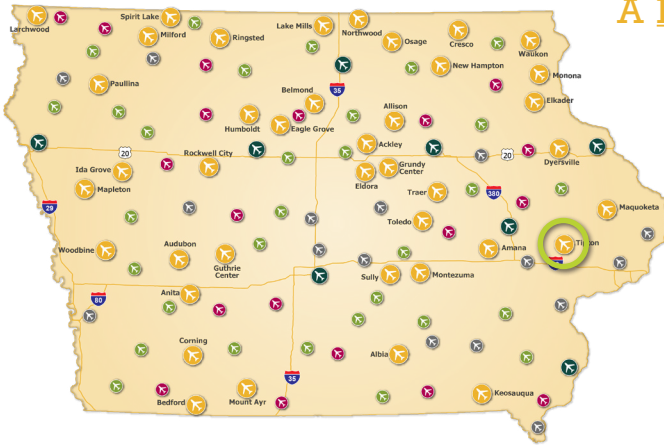 A
Spirit Lake
Larchwood
Milford
Ringsted
Lake Mills
Northwood
Osage
Cresco
Waukon
New Hampton
Monona
Paullina
Elkader
35
Belmond
Humboldt
Eagle Grove
Allison
Ackley
20
20
Dyersville
Rockwell City
Grundy
Center
Ida Grove
Mapleton
Eldora
Traer
380
29
Maquoketa
Toledo
Woodbine
Audubon
Guthrie
Center
Amana
Tipton
Sully
Montezuma
Anita
80
Corning
Albia
35
Bedford
Mount Ayr
Keosauqua